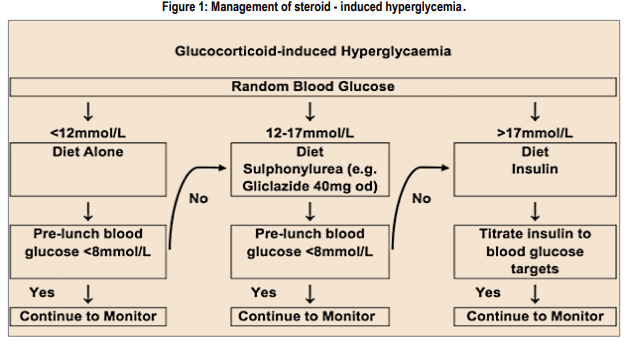 Figure 1: Management of steroid - induced hyperglycemia.
Glucocorticoid-induced Hyperglycaemia
Random Blood Glucose
<12mmol/L
12-17mmol/L
>17mmol/L
Diet Alone
Diet
Sulphonylurea (e.g.
Gliclazide 40mg od)
Diet
Insulin
No
No
Pre-lunch blood
glucose <8mmol/L
Pre-lunch blood
glucose <8mmol/L
Titrate insulin to
blood glucose
targets
Yes
Yes
Yes
Continue to Monitor
Continue to Monitor
Continue to Monitor